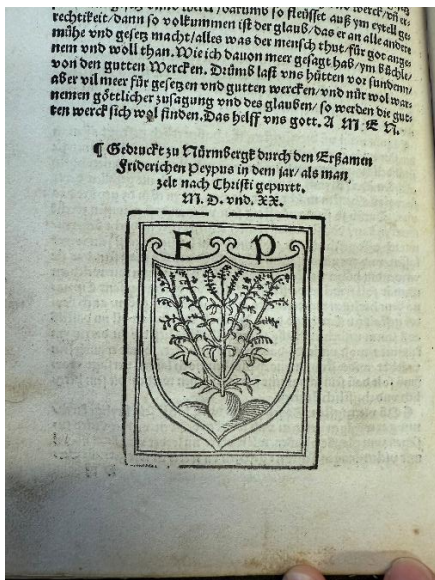 rechtikeit/dann so volkummen ist der glaub/das er an alle andere
mühe vnd gesetz macht/alles was der mensch thut/für got ange
nem vnd woll than. Wie ich dauon meer gesagt hab/ym büchle/
von den gutten Wercken. Drumb last vns hütten vor sunden/
aber vil meer für gesetzen vnd gutten wercken/vnd nür wol war
nemen göttlicher zusagung vnd des glauben/so werden die gut-
ten werck sich wol finden. Das helff vns gott. A M E N.
¶ Gedruckt zu Nürmbergk durch den Erßamen
Friderichen Peypus in dem jar/als man
zelt nach Christi gepurtt.
M. D. vnd. XX.
F P